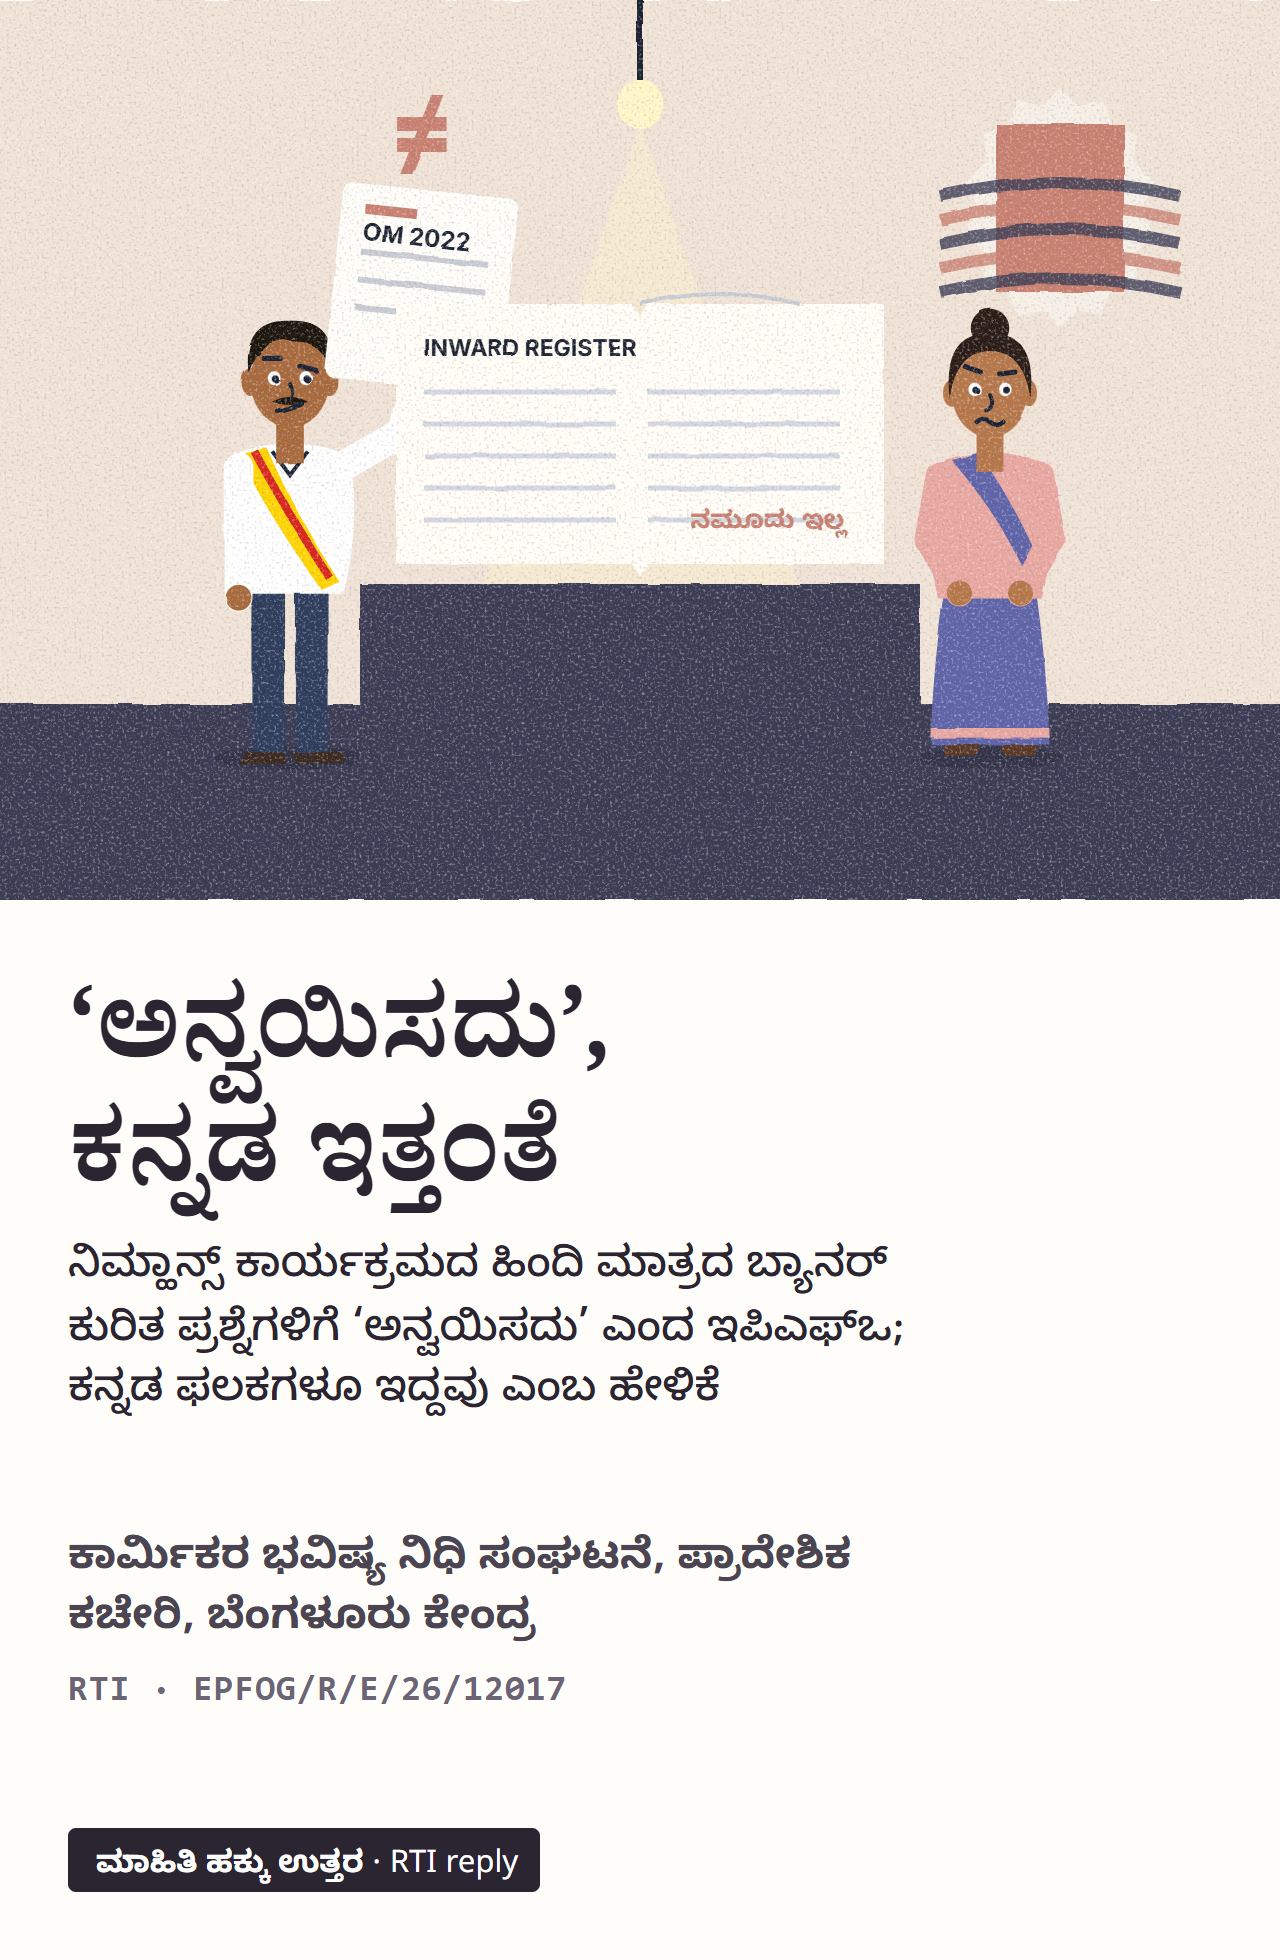 ≠
OM 2022
INWARD REGISTER
ನಮೂದು ಇಲ್ಲ
‘ಅನ್ವಯಿಸದು’,
ಕನ್ನಡ ಇತ್ತಂತೆ
ನಿಮ್ಹಾನ್ಸ್ ಕಾರ್ಯಕ್ರಮದ ಹಿಂದಿ ಮಾತ್ರದ ಬ್ಯಾನರ್
ಕುರಿತ ಪ್ರಶ್ನೆಗಳಿಗೆ ‘ಅನ್ವಯಿಸದು’ ಎಂದ ಇಪಿಎಫ್ಒ;
ಕನ್ನಡ ಫಲಕಗಳೂ ಇದ್ದವು ಎಂಬ ಹೇಳಿಕೆ
ಕಾರ್ಮಿಕರ ಭವಿಷ್ಯ ನಿಧಿ ಸಂಘಟನೆ, ಪ್ರಾದೇಶಿಕ
ಕಚೇರಿ, ಬೆಂಗಳೂರು ಕೇಂದ್ರ
RTI · EPFOG/R/E/26/12017
ಮಾಹಿತಿ ಹಕ್ಕು ಉತ್ತರ · RTI reply